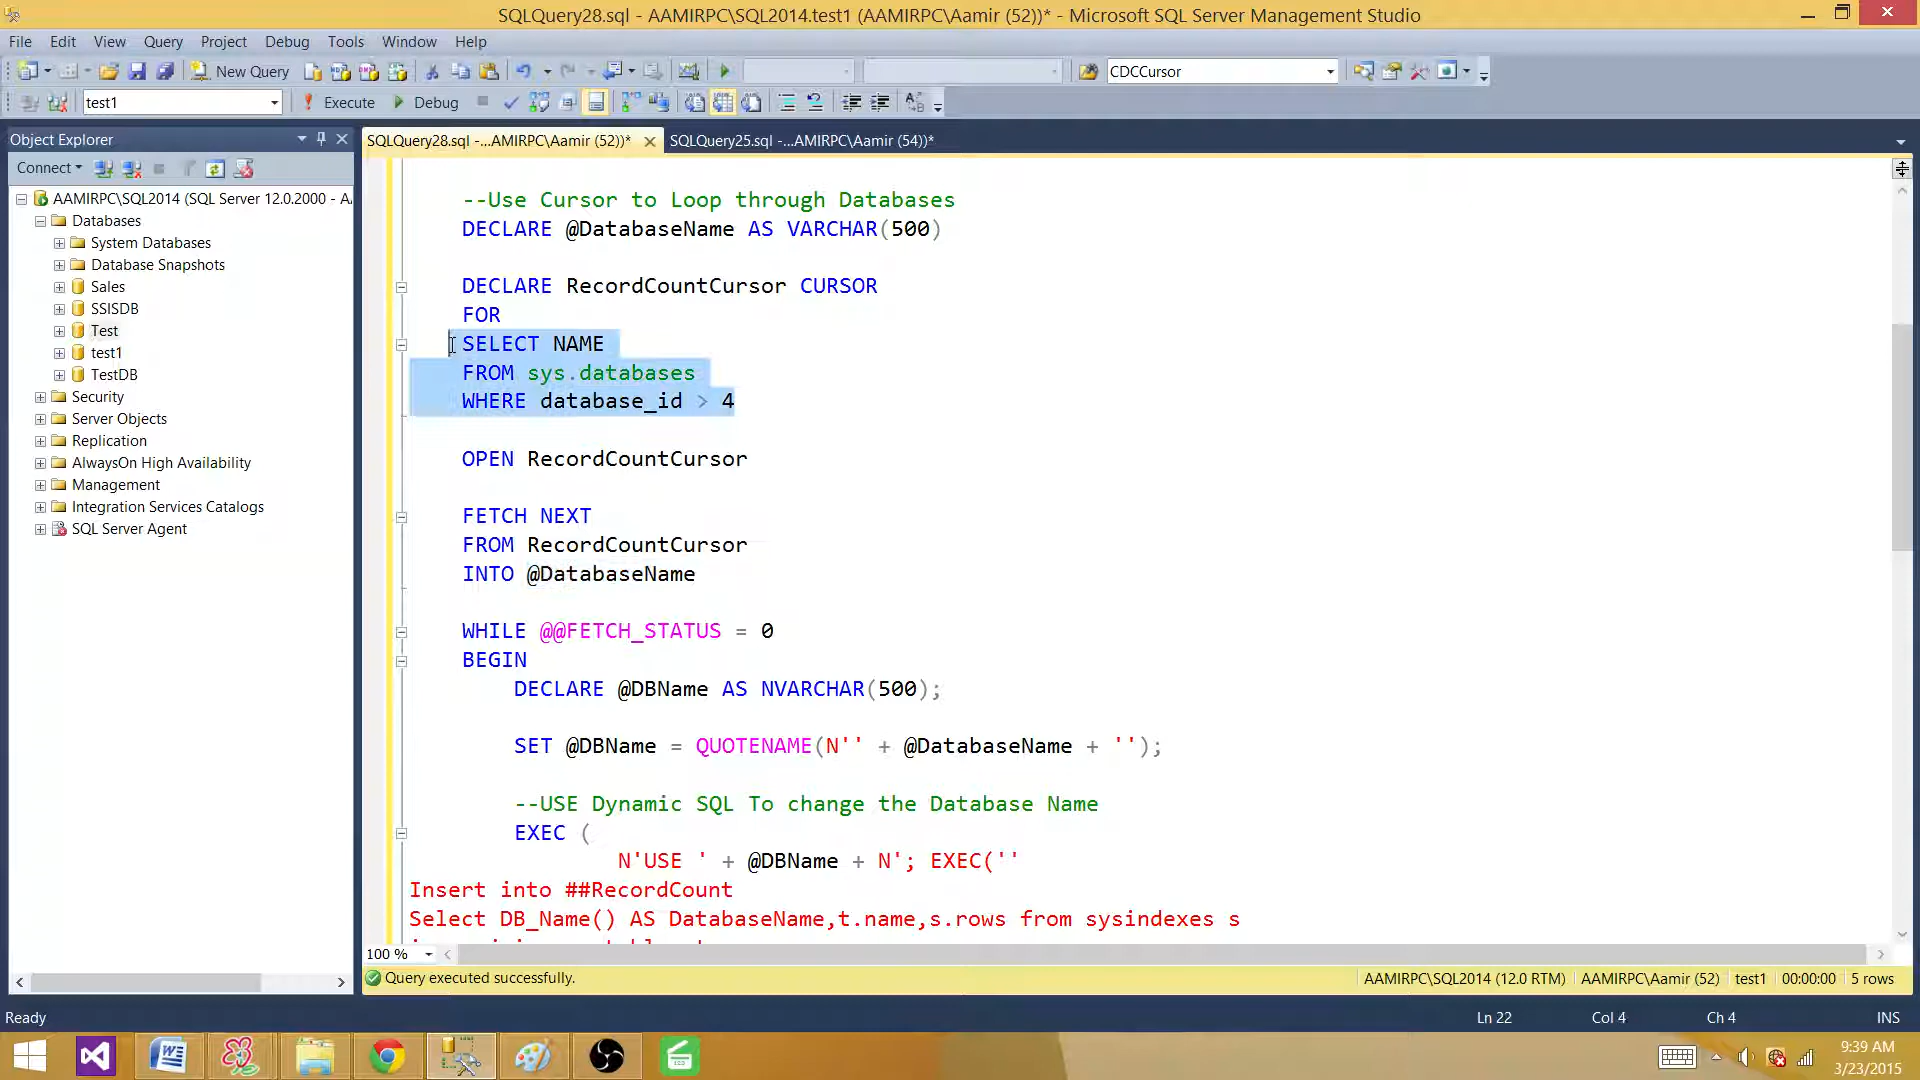 SQLQuery28.sql - AAMIRPC\SQL2014.test1 (AAMIRPC\Aamir (52))* - Microsoft SQL Server Management Studio
File Edit View Query Project Debug Tools Window Help
New Query CDCCursor
test1 Execute Debug
Object Explorer
SQLQuery28.sql -...AMIRPC\Aamir (52))* SQLQuery25.sql -...AMIRPC\Aamir (54))*
Connect
AAMIRPC\SQL2014 (SQL Server 12.0.2000 - A
Databases
System Databases
Database Snapshots
Sales
SSISDB
Test
test1
TestDB
Security
Server Objects
Replication
AlwaysOn High Availability
Management
Integration Services Catalogs
SQL Server Agent
--Use Cursor to Loop through Databases
DECLARE @DatabaseName AS VARCHAR(500)
DECLARE RecordCountCursor CURSOR
FOR
SELECT NAME
FROM sys.databases
WHERE database_id > 4
OPEN RecordCountCursor
FETCH NEXT
FROM RecordCountCursor
INTO @DatabaseName
WHILE @@FETCH_STATUS = 0
BEGIN
DECLARE @DBName AS NVARCHAR(500);
SET @DBName = QUOTENAME(N'' + @DatabaseName + '');
--USE Dynamic SQL To change the Database Name
EXEC (
N'USE ' + @DBName + N'; EXEC(''
Insert into ##RecordCount
Select DB_Name() AS DatabaseName,t.name,s.rows from sysindexes s
100 %
Query executed successfully. AAMIRPC\SQL2014 (12.0 RTM) AAMIRPC\Aamir (52) test1 00:00:00 5 rows
Ready Ln 22 Col 4 Ch 4 INS
9:39 AM
3/23/2015